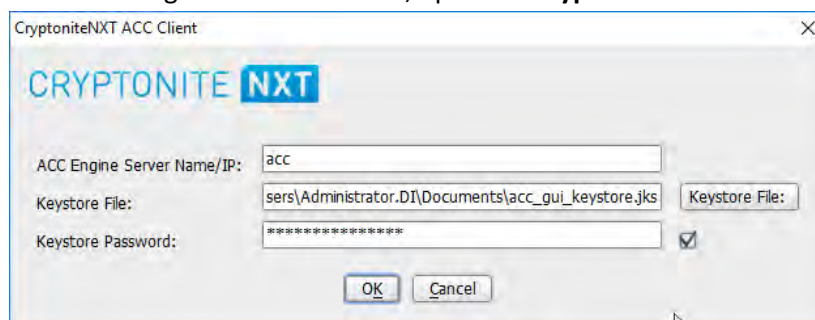 CryptoniteNXT ACC Client
CRYPTONITE NXT
ACC Engine Server Name/IP: acc
Keystore File: sers\Administrator.DI\Documents\acc_gui_keystore.jks Keystore File:
Keystore Password: ***************
OK Cancel